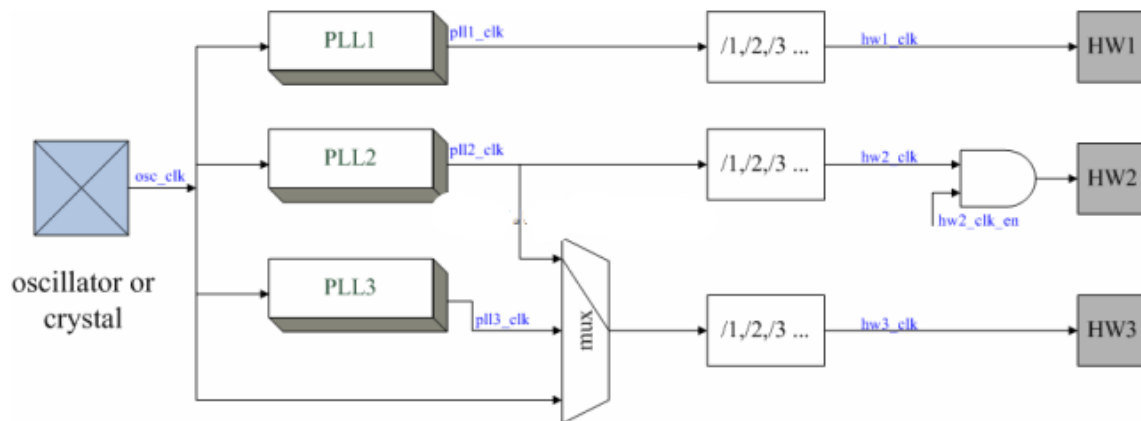 PLL1
pll1_clk
/1,/2,/3 ...
hw1_clk
HW1
PLL2
pll2_clk
/1,/2,/3 ...
hw2_clk
HW2
osc_clk
hw2_clk_en
oscillator or
crystal
PLL3
pll3_clk
mux
/1,/2,/3 ...
hw3_clk
HW3